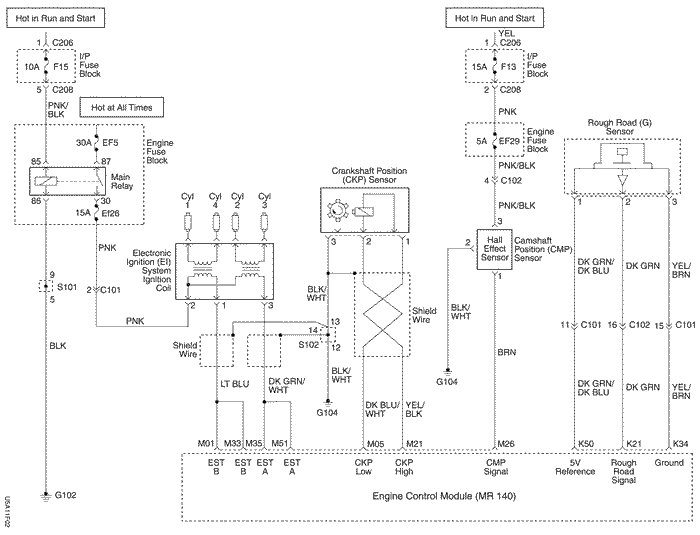 Hot in Run and Start
Hot in Run and Start
1 C206
YEL
1 C206
10A F15
I/P Fuse Block
15A F13
I/P Fuse Block
5 C208
2 C208
PNK/BLK
Hot at All Times
PNK
30A EF5
Engine Fuse Block
5A EF29
Engine Fuse Block
Rough Road (G) Sensor
85
87
Main Relay
PNK/BLK
4 C102
86
30
15A Ef26
Crankshaft Position (CKP) Sensor
PNK/BLK
1
2
3
Cyl 1
Cyl 4
Cyl 2
Cyl 3
3
2
1
3
2
Hall Effect Sensor
Camshaft Position (CMP) Sensor
1
PNK
Electronic Ignition (EI) System Ignition Coil
9
S101
5
2 C101
BLK/WHT
DK GRN/DK BLU
DK GRN
YEL/BRN
2
1
3
PNK
Shield Wire
BLK/WHT
13
14
S102
12
11 C101
16 C102
15 C101
Shield Wire
BLK
BRN
LT BLU
DK GRN/WHT
BLK/WHT
G104
G104
DK BLU/WHT
YEL/BLK
DK GRN/DK BLU
DK GRN
YEL/BRN
M01
M33
M35
M51
M05
M21
M26
K50
K21
K34
EST B
EST B
EST A
EST A
CKP Low
CKP High
CMP Signal
5V Reference
Rough Road Signal
Ground
G102
Engine Control Module (MR 140)
USA11F02